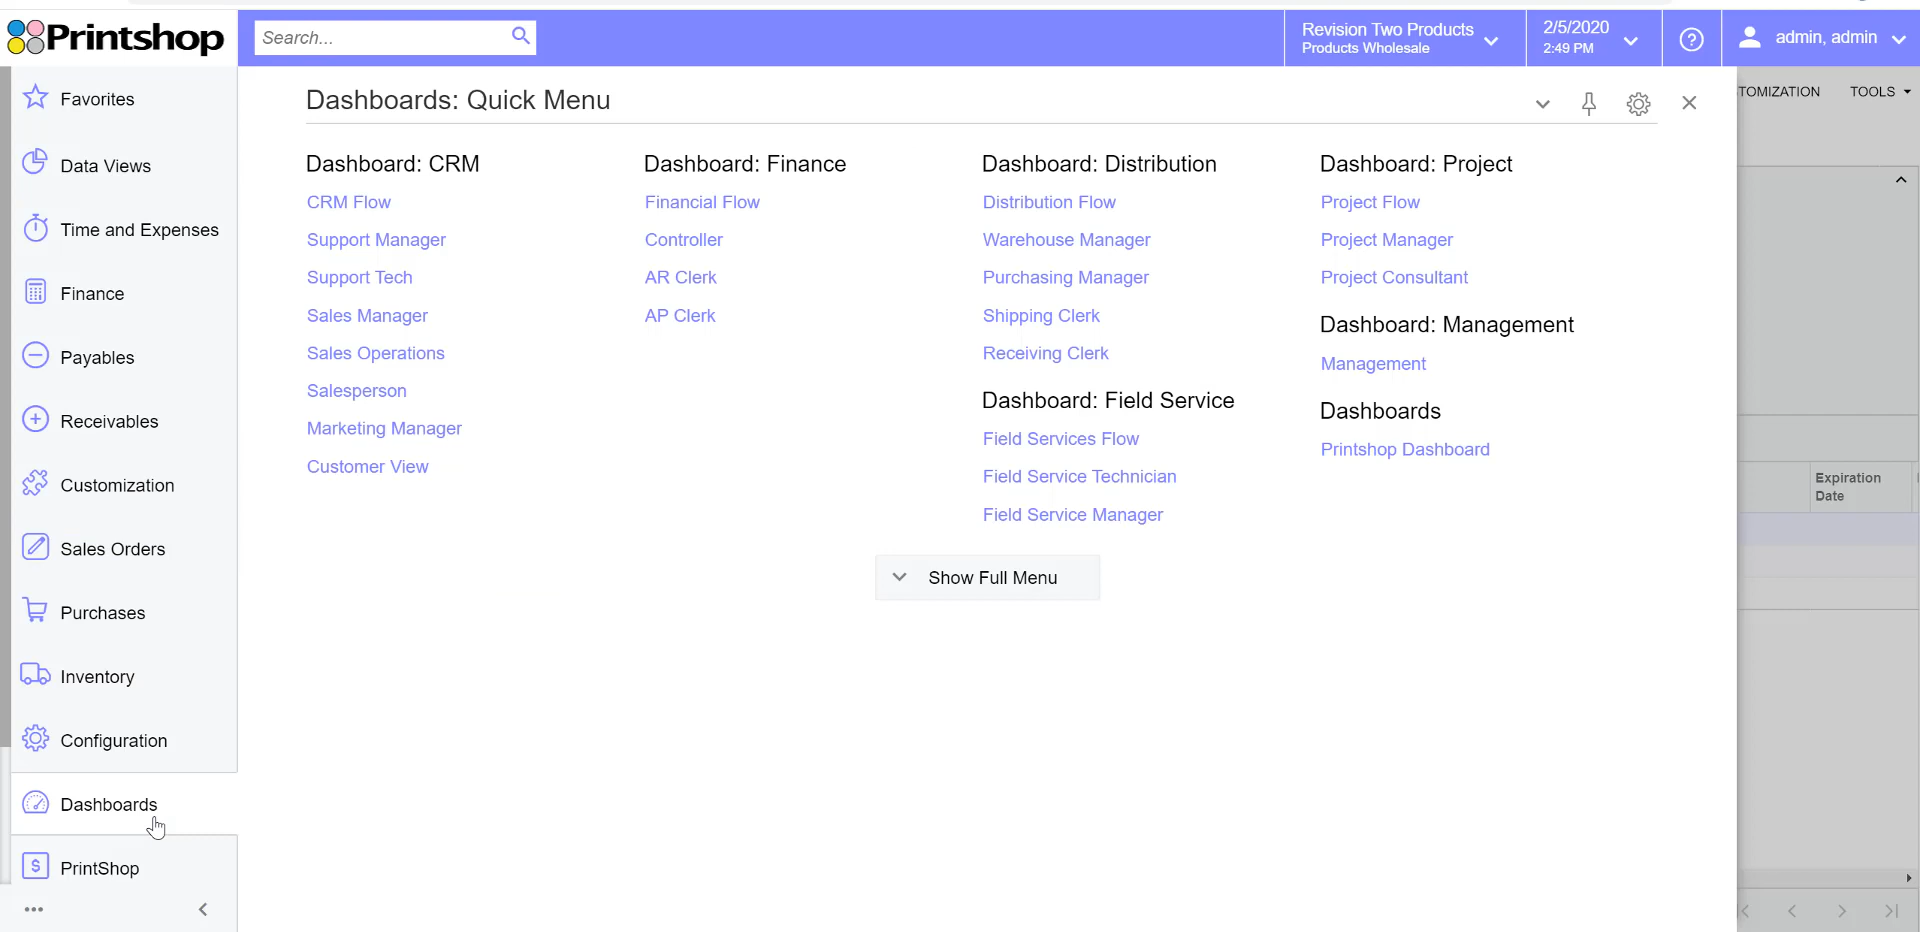 Printshop
Search...
Revision Two Products
Products Wholesale
2/5/2020
2:49 PM
admin, admin
Favorites
Data Views
Time and Expenses
Finance
Payables
Receivables
Customization
Sales Orders
Purchases
Inventory
Configuration
Dashboards
PrintShop
Dashboards: Quick Menu
Dashboard: CRM
CRM Flow
Support Manager
Support Tech
Sales Manager
Sales Operations
Salesperson
Marketing Manager
Customer View
Dashboard: Finance
Financial Flow
Controller
AR Clerk
AP Clerk
Dashboard: Distribution
Distribution Flow
Warehouse Manager
Purchasing Manager
Shipping Clerk
Receiving Clerk
Dashboard: Field Service
Field Services Flow
Field Service Technician
Field Service Manager
Dashboard: Project
Project Flow
Project Manager
Project Consultant
Dashboard: Management
Management
Dashboards
Printshop Dashboard
Show Full Menu
TOMIZATION TOOLS
Expiration
Date